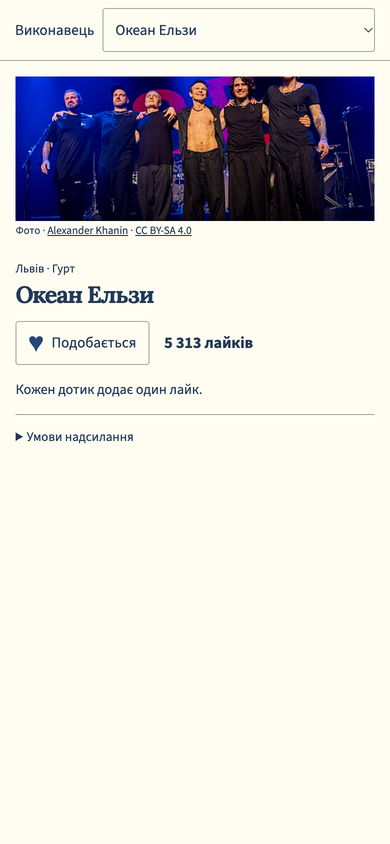 Виконавець
Океан Ельзи
Фото · Alexander Khanin · CC BY-SA 4.0
Львів · Гурт
Океан Ельзи
♥ Подобається
5 313 лайків
Кожен дотик додає один лайк.
▶ Умови надсилання